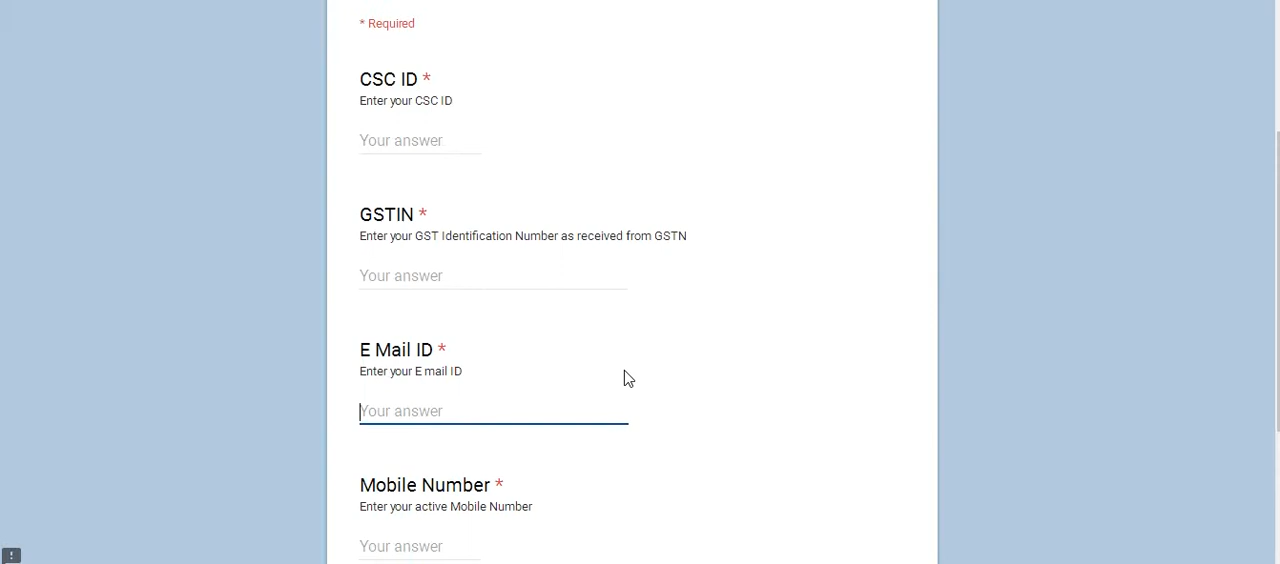 * Required
CSC ID *
Enter your CSC ID
Your answer
GSTIN *
Enter your GST Identification Number as received from GSTN
Your answer
E Mail ID *
Enter your E mail ID
Your answer
Mobile Number *
Enter your active Mobile Number
Your answer
!